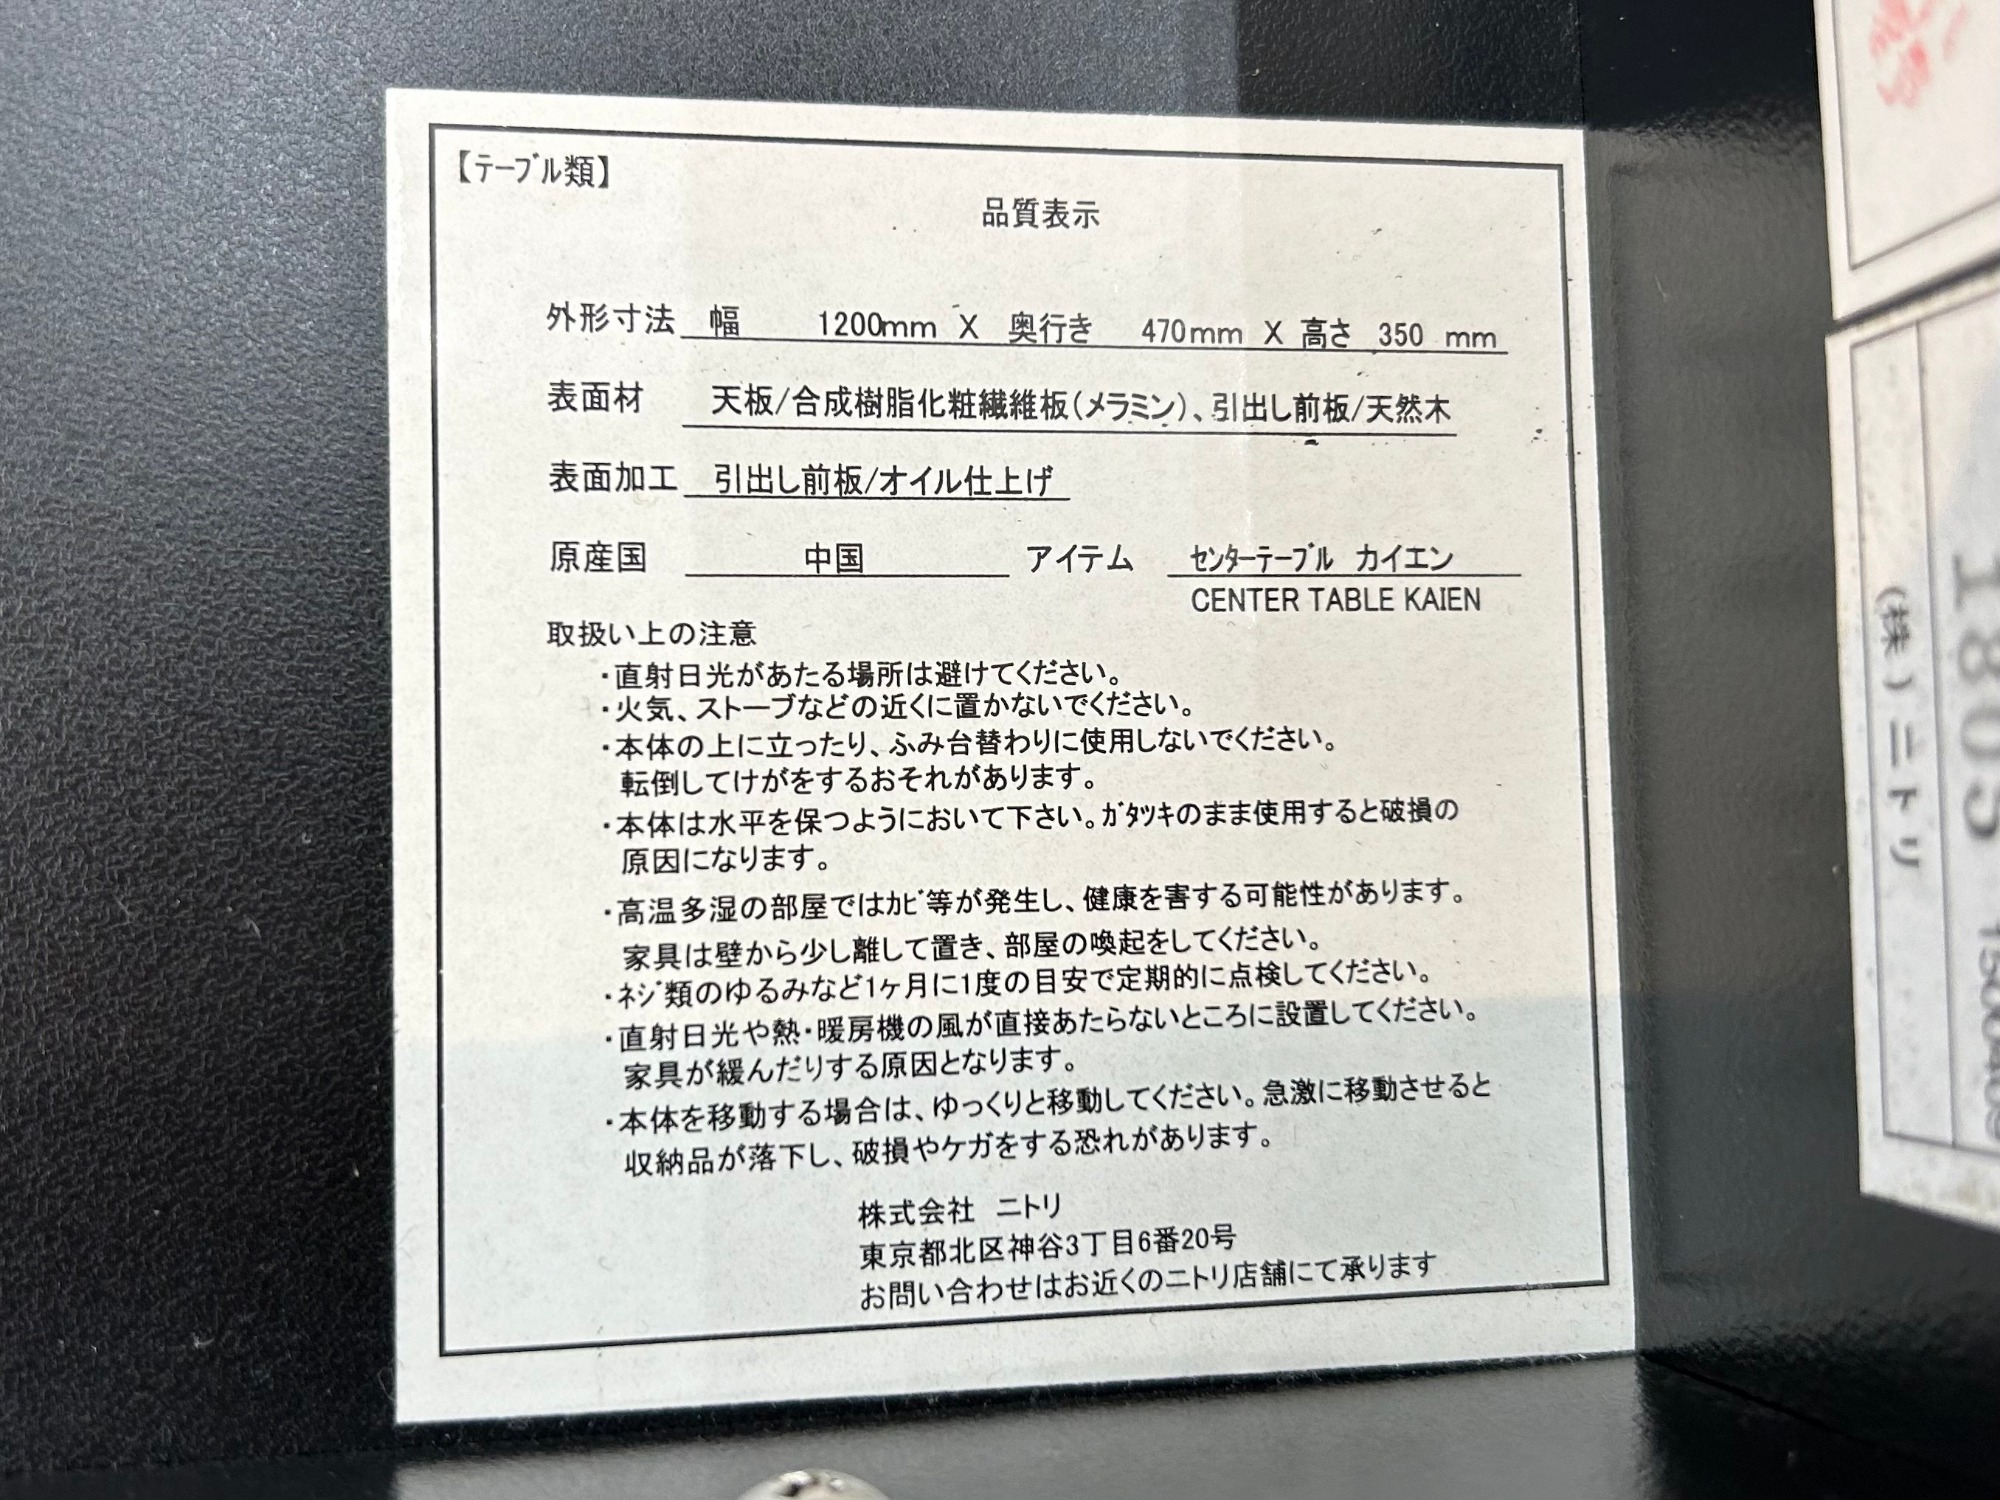 【テーブル類】
品質表示
外形寸法 幅 1200mm X 奥行き 470mm X 高さ 350 mm
表面材 天板/合成樹脂化粧繊維板(メラミン)、引出し前板/天然木
表面加工 引出し前板/オイル仕上げ
原産国 中国 アイテム センターテーブル カイエン
CENTER TABLE KAIEN
取扱い上の注意
・直射日光があたる場所は避けてください。
・火気、ストーブなどの近くに置かないでください。
・本体の上に立ったり、ふみ台替わりに使用しないでください。
転倒してけがをするおそれがあります。
・本体は水平を保つようにおいて下さい。ガタツキのまま使用すると破損の
原因になります。
・高温多湿の部屋ではカビ等が発生し、健康を害する可能性があります。
家具は壁から少し離して置き、部屋の喚起をしてください。
・ネジ類のゆるみなど1ヶ月に1度の目安で定期的に点検してください。
・直射日光や熱・暖房機の風が直接あたらないところに設置してください。
家具が緩んだりする原因となります。
・本体を移動する場合は、ゆっくりと移動してください。急激に移動させると
収納品が落下し、破損やケガをする恐れがあります。
株式会社 ニトリ
東京都北区神谷3丁目6番20号
お問い合わせはお近くのニトリ店舗にて承ります
1805
(株)ニトリ